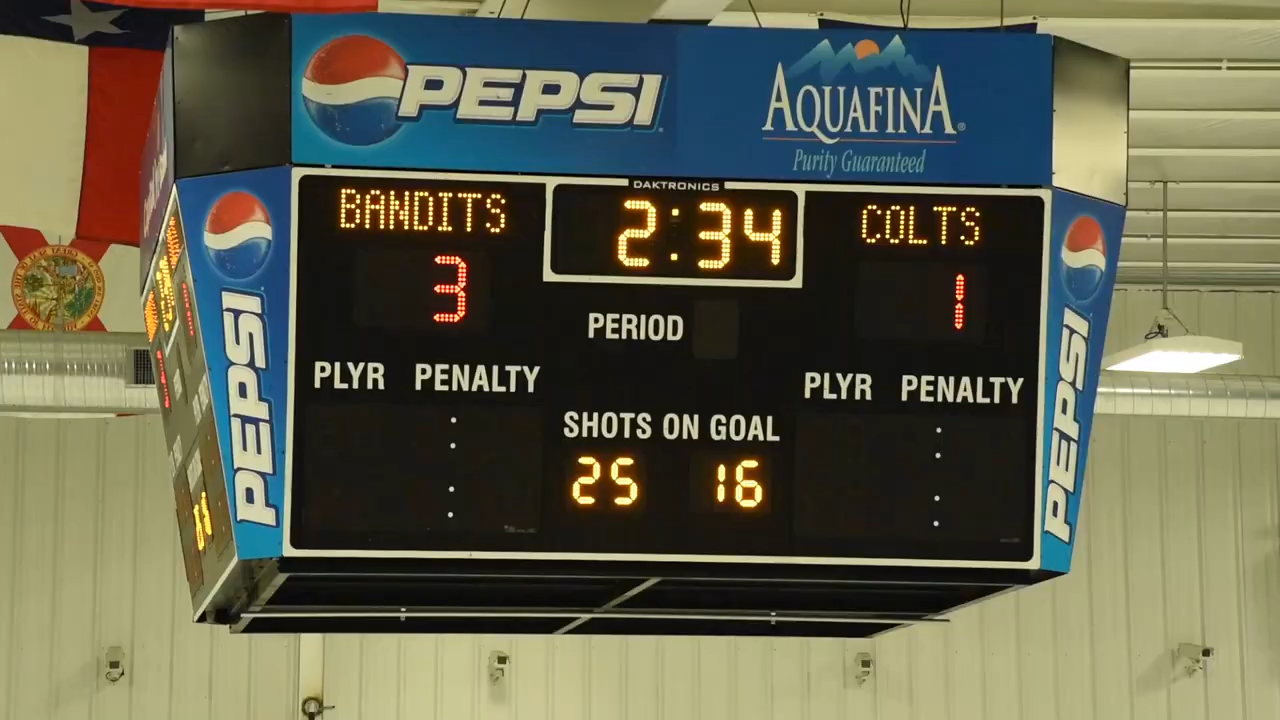 PEPSI
AQUAFINA®
Purity Guaranteed
DAKTRONICS
BANDITS 2:34 COLTS
3 1
PERIOD
PLYR PENALTY PLYR PENALTY
SHOTS ON GOAL
25 16
PEPSI
PEPSI